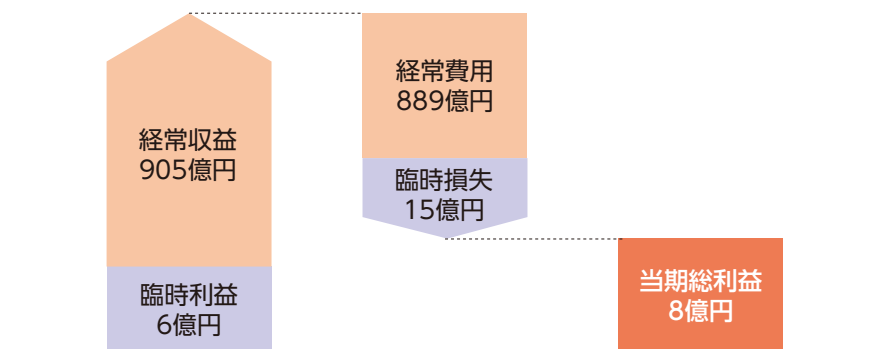 経常収益
905億円
臨時利益
6億円
経常費用
889億円
臨時損失
15億円
当期総利益
8億円